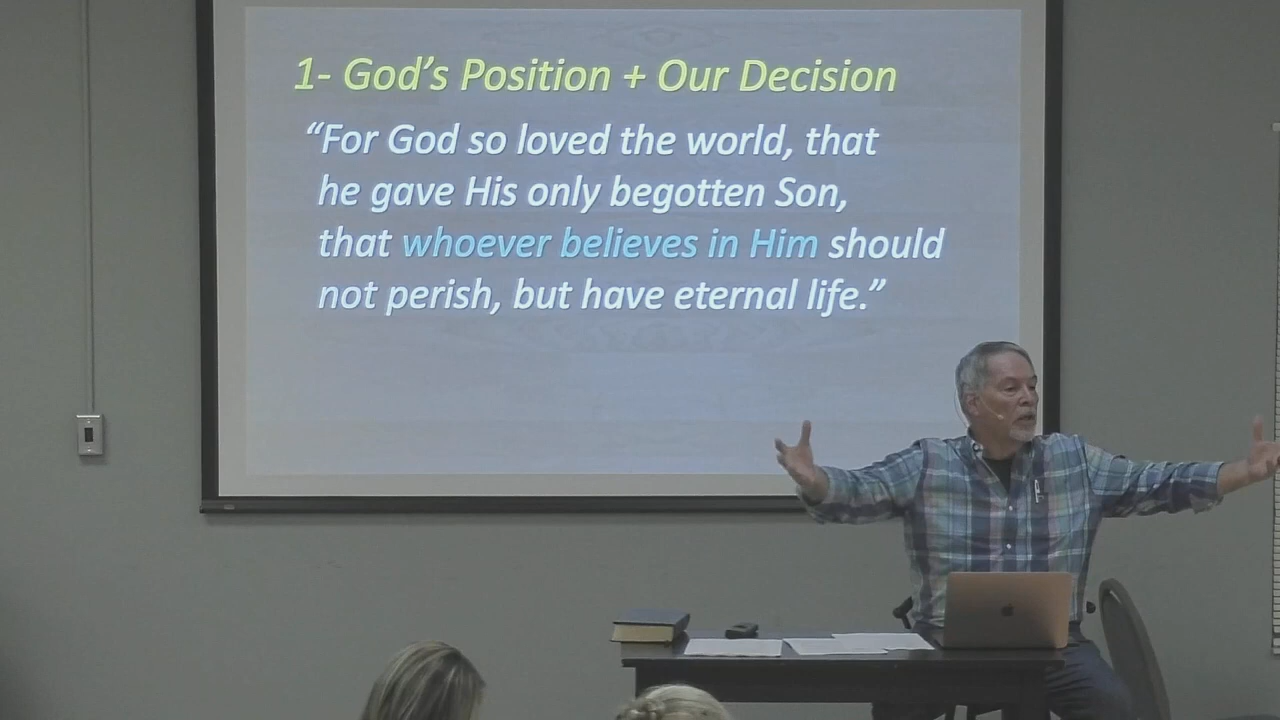 1- God’s Position + Our Decision
“For God so loved the world, that
he gave His only begotten Son,
that whoever believes in Him should
not perish, but have eternal life.”